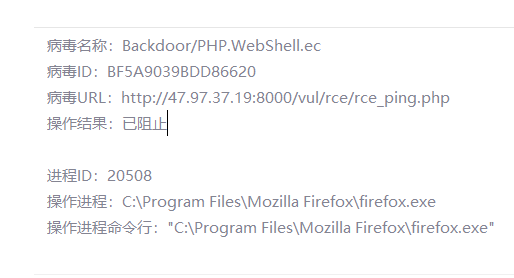 病毒名称：Backdoor/PHP.WebShell.ec
病毒ID：BF5A9039BDD86620
病毒URL：http://47.97.37.19:8000/vul/rce/rce_ping.php
操作结果：已阻止
进程ID：20508
操作进程：C:\Program Files\Mozilla Firefox\firefox.exe
操作进程命令行："C:\Program Files\Mozilla Firefox\firefox.exe"